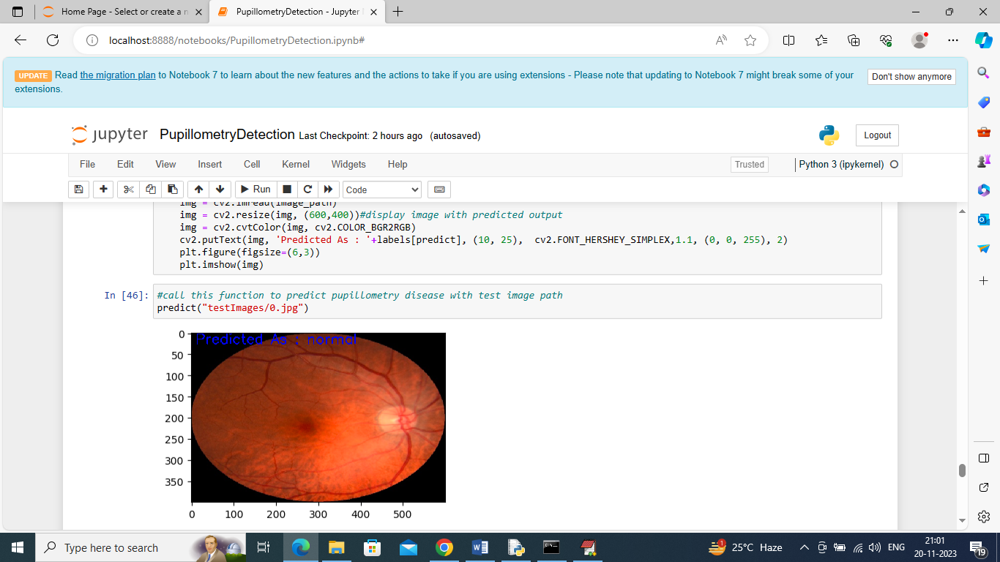 Home Page - Select or create a n
PupillometryDetection - Jupyter
localhost:8888/notebooks/PupillometryDetection.ipynb#
UPDATE Read the migration plan to Notebook 7 to learn about the new features and the actions to take if you are using extensions - Please note that updating to Notebook 7 might break some of your
extensions.
Don't show anymore
jupyter PupillometryDetection Last Checkpoint: 2 hours ago (autosaved)
Logout
File Edit View Insert Cell Kernel Widgets Help
Trusted
Python 3 (ipykernel)
Run
Code
img = cv2.imread(image_path)
img = cv2.resize(img, (600,400))#display image with predicted output
img = cv2.cvtColor(img, cv2.COLOR_BGR2RGB)
cv2.putText(img, 'Predicted As : '+labels[predict], (10, 25),  cv2.FONT_HERSHEY_SIMPLEX,1.1, (0, 0, 255), 2)
plt.figure(figsize=(6,3))
plt.imshow(img)
In [46]: #call this function to predict pupillometry disease with test image path
predict("testImages/0.jpg")
Predicted As : normal
0
50
100
150
200
250
300
350
0 100 200 300 400 500
Type here to search
1
25°C Haze
ENG
21:01
20-11-2023
19